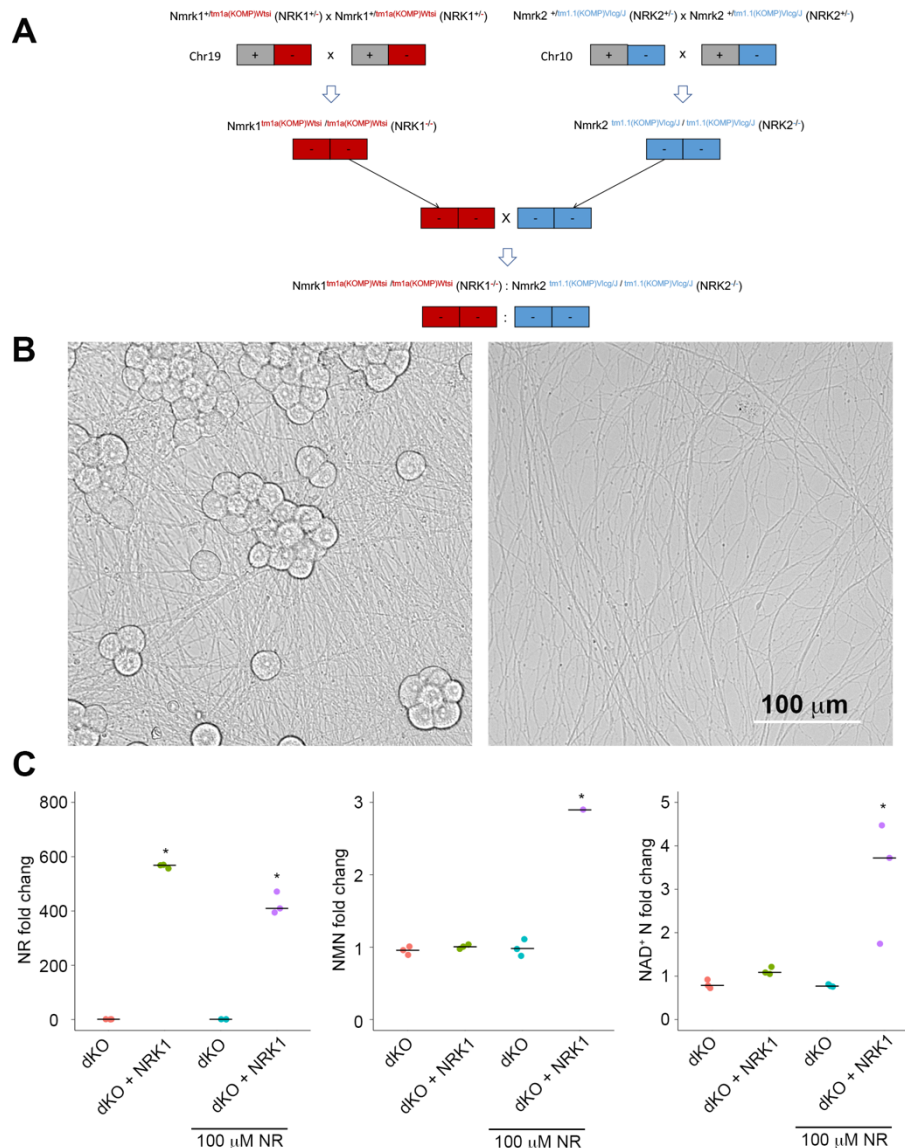 A
Nmrk1+/tm1a(KOMP)Wtsi (NRK1+/-) x Nmrk1+/tm1a(KOMP)Wtsi (NRK1+/-)
Nmrk2 +/tm1.1(KOMP)Vlcg/J (NRK2+/-) x Nmrk2 +/tm1.1(KOMP)Vlcg/J (NRK2+/-)
Chr19 + - x + -
Chr10 + - x + -
Nmrk1tm1a(KOMP)Wtsi /tm1a(KOMP)Wtsi (NRK1-/-)
Nmrk2 tm1.1(KOMP)Vlcg/J / tm1.1(KOMP)Vlcg/J (NRK2-/-)
- -
- -
- - X - -
Nmrk1tm1a(KOMP)Wtsi /tm1a(KOMP)Wtsi (NRK1-/-) : Nmrk2 tm1.1(KOMP)Vlcg/J / tm1.1(KOMP)Vlcg/J (NRK2-/-)
- - : - -
B
100 μm
C
NR fold chang
800
600
400
200
0
*
*
dKO
dKO + NRK1
dKO
dKO + NRK1
100 μM NR
NMN fold chang
3
2
1
0
*
dKO
dKO + NRK1
dKO
dKO + NRK1
100 μM NR
NAD+ N fold chang
5
4
3
2
1
0
*
dKO
dKO + NRK1
dKO
dKO + NRK1
100 μM NR